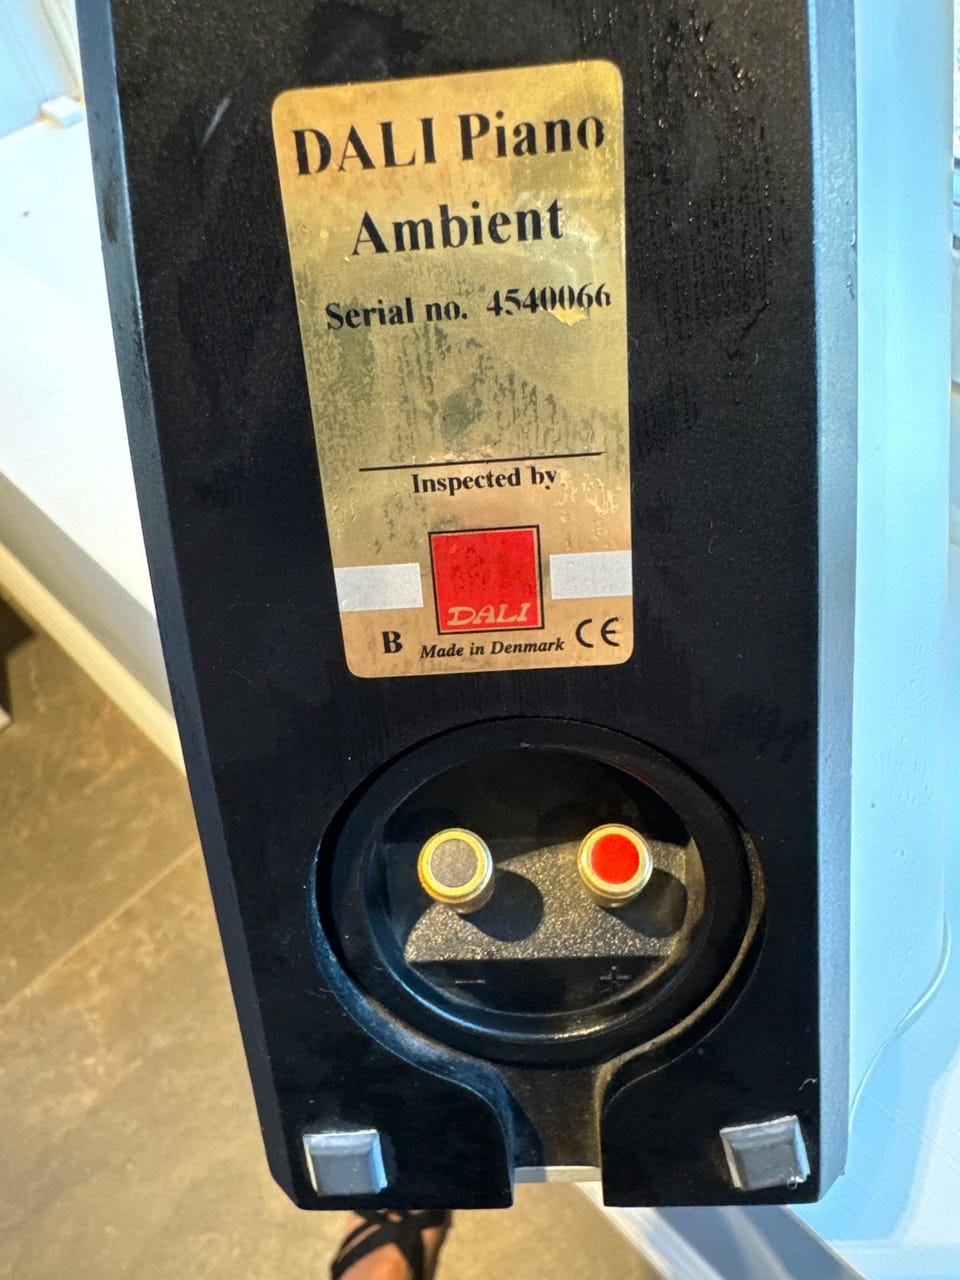 DALI Piano
Ambient
Serial no. 4540066
Inspected by
DALI
B Made in Denmark CE
− +